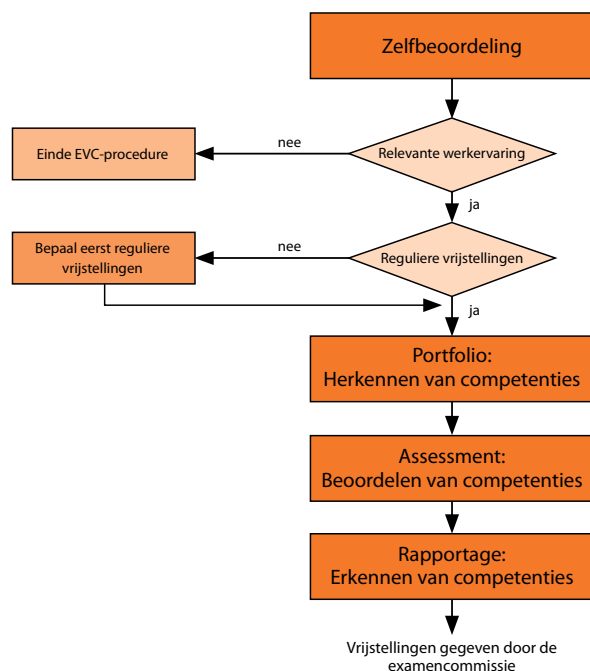 Zelfbeoordeling
Relevante werkervaring
nee
Einde EVC-procedure
ja
Reguliere vrijstellingen
nee
Bepaal eerst reguliere
vrijstellingen
ja
Portfolio:
Herkennen van competenties
Assessment:
Beoordelen van competenties
Rapportage:
Erkennen van competenties
Vrijstellingen gegeven door de
examencommissie